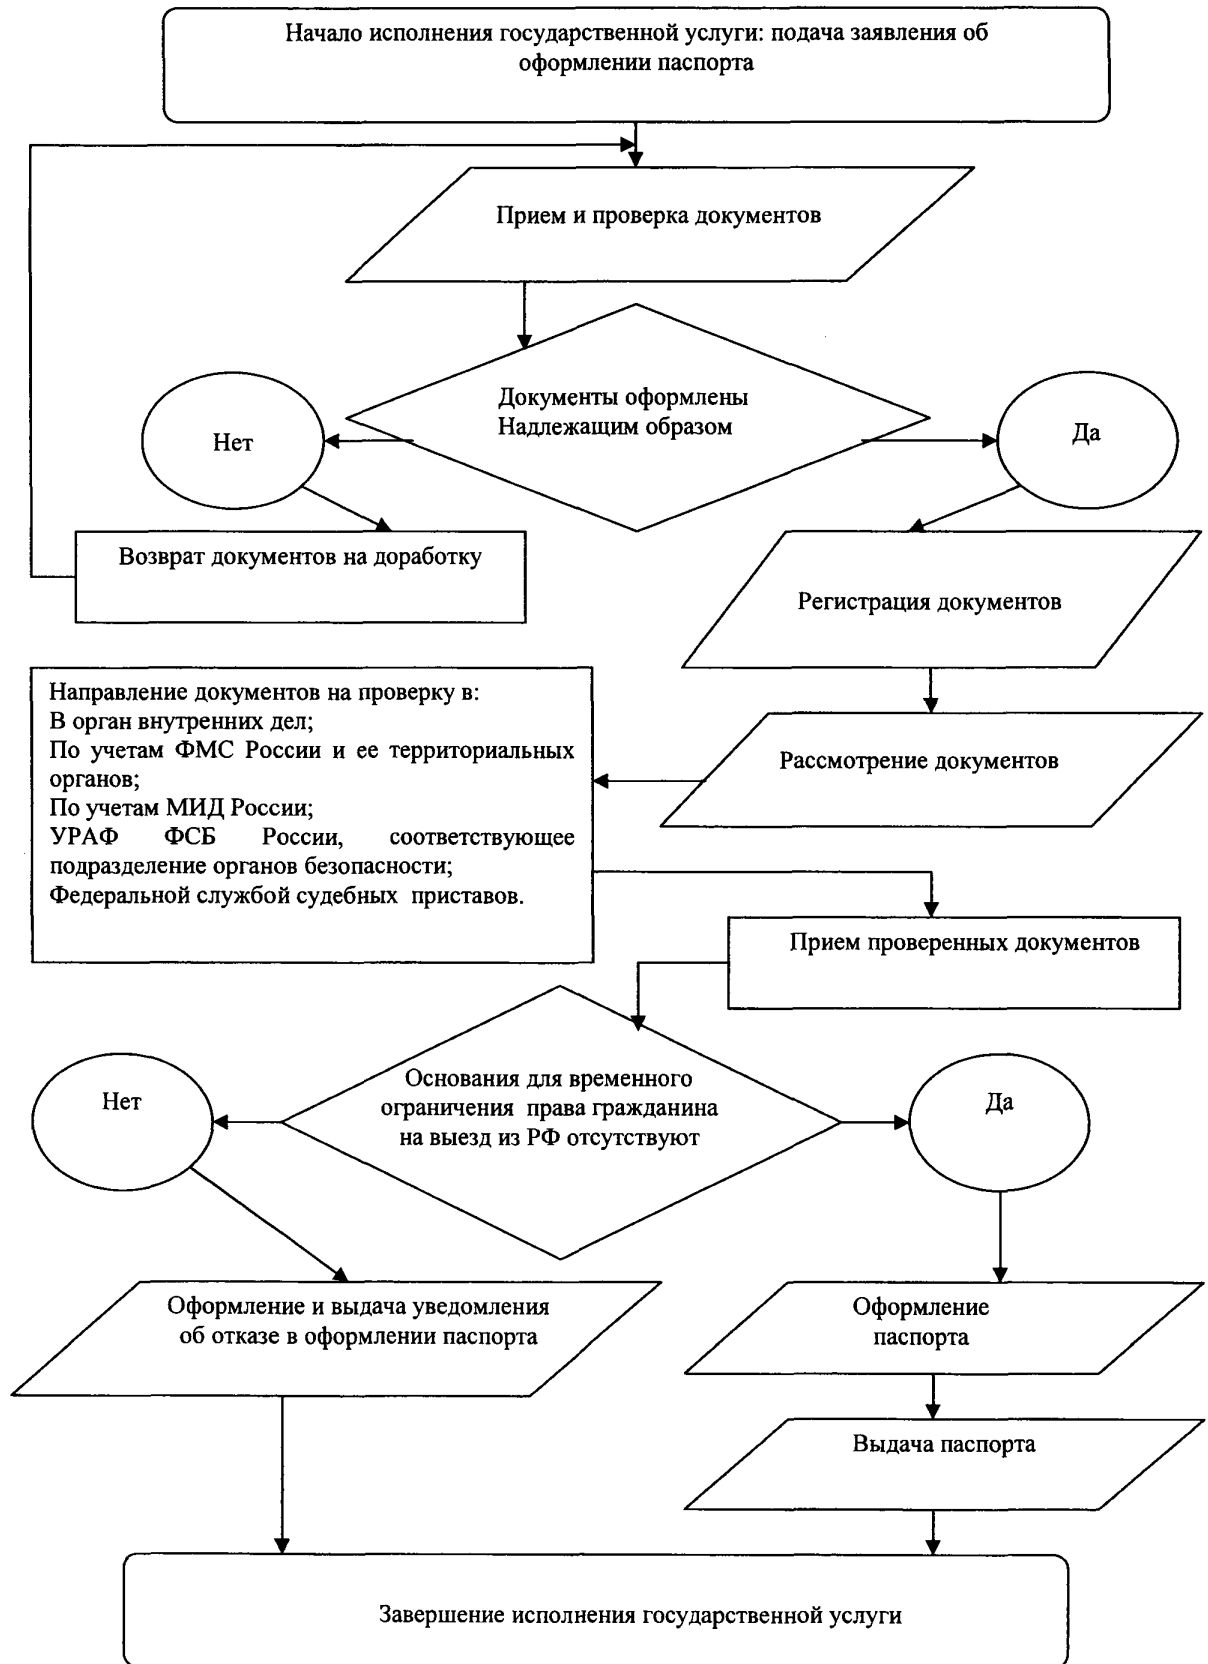 Начало исполнения государственной услуги: подача заявления об
оформлении паспорта
Прием и проверка документов
Документы оформлены
Надлежащим образом
Нет
Да
Возврат документов на доработку
Регистрация документов
Направление документов на проверку в:
В орган внутренних дел;
По учетам ФМС России и ее территориальных
органов;
По учетам МИД России;
УРАФ ФСБ России, соответствующее
подразделение органов безопасности;
Федеральной службой судебных приставов.
Рассмотрение документов
Прием проверенных документов
Основания для временного
ограничения права гражданина
на выезд из РФ отсутствуют
Нет
Да
Оформление и выдача уведомления
об отказе в оформлении паспорта
Оформление
паспорта
Выдача паспорта
Завершение исполнения государственной услуги